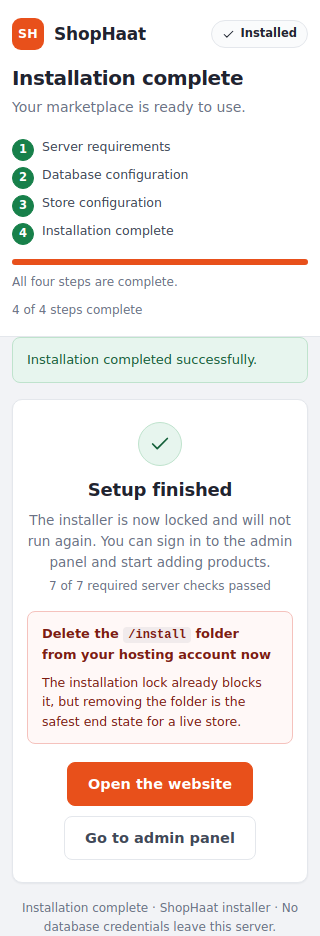 SH ShopHaat Installed
Installation complete
Your marketplace is ready to use.
1 Server requirements
2 Database configuration
3 Store configuration
4 Installation complete
All four steps are complete.
4 of 4 steps complete
Installation completed successfully.
Setup finished
The installer is now locked and will not
run again. You can sign in to the admin
panel and start adding products.
7 of 7 required server checks passed
Delete the /install folder
from your hosting account now
The installation lock already blocks
it, but removing the folder is the
safest end state for a live store.
Open the website
Go to admin panel
Installation complete · ShopHaat installer · No
database credentials leave this server.